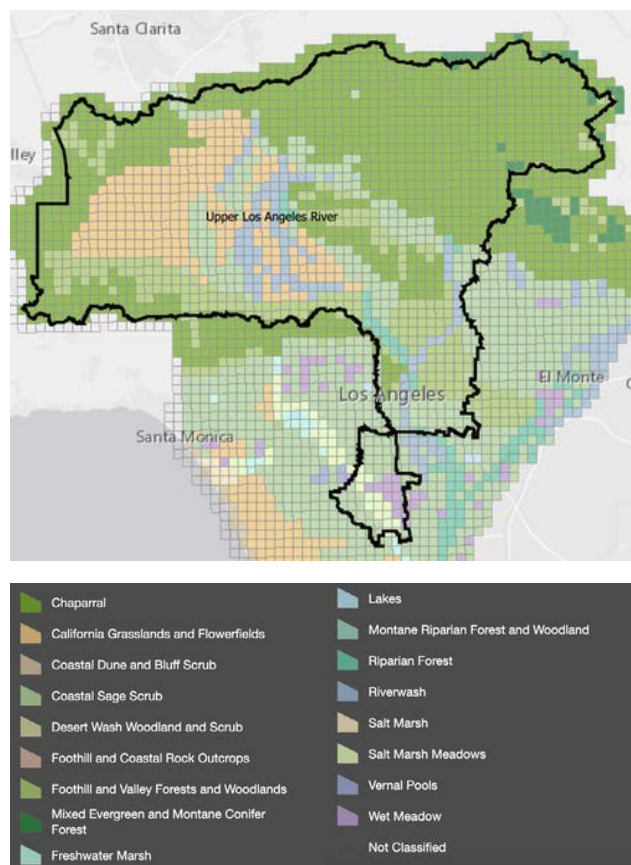 Santa Clarita
lley
Upper Los Angeles River
El Monte
Los Angeles
Santa Monica
Chaparral
California Grasslands and Flowerfields
Coastal Dune and Bluff Scrub
Coastal Sage Scrub
Desert Wash Woodland and Scrub
Foothill and Coastal Rock Outcrops
Foothill and Valley Forests and Woodlands
Mixed Evergreen and Montane Conifer
Forest
Freshwater Marsh
Lakes
Montane Riparian Forest and Woodland
Riparian Forest
Riverwash
Salt Marsh
Salt Marsh Meadows
Vernal Pools
Wet Meadow
Not Classified